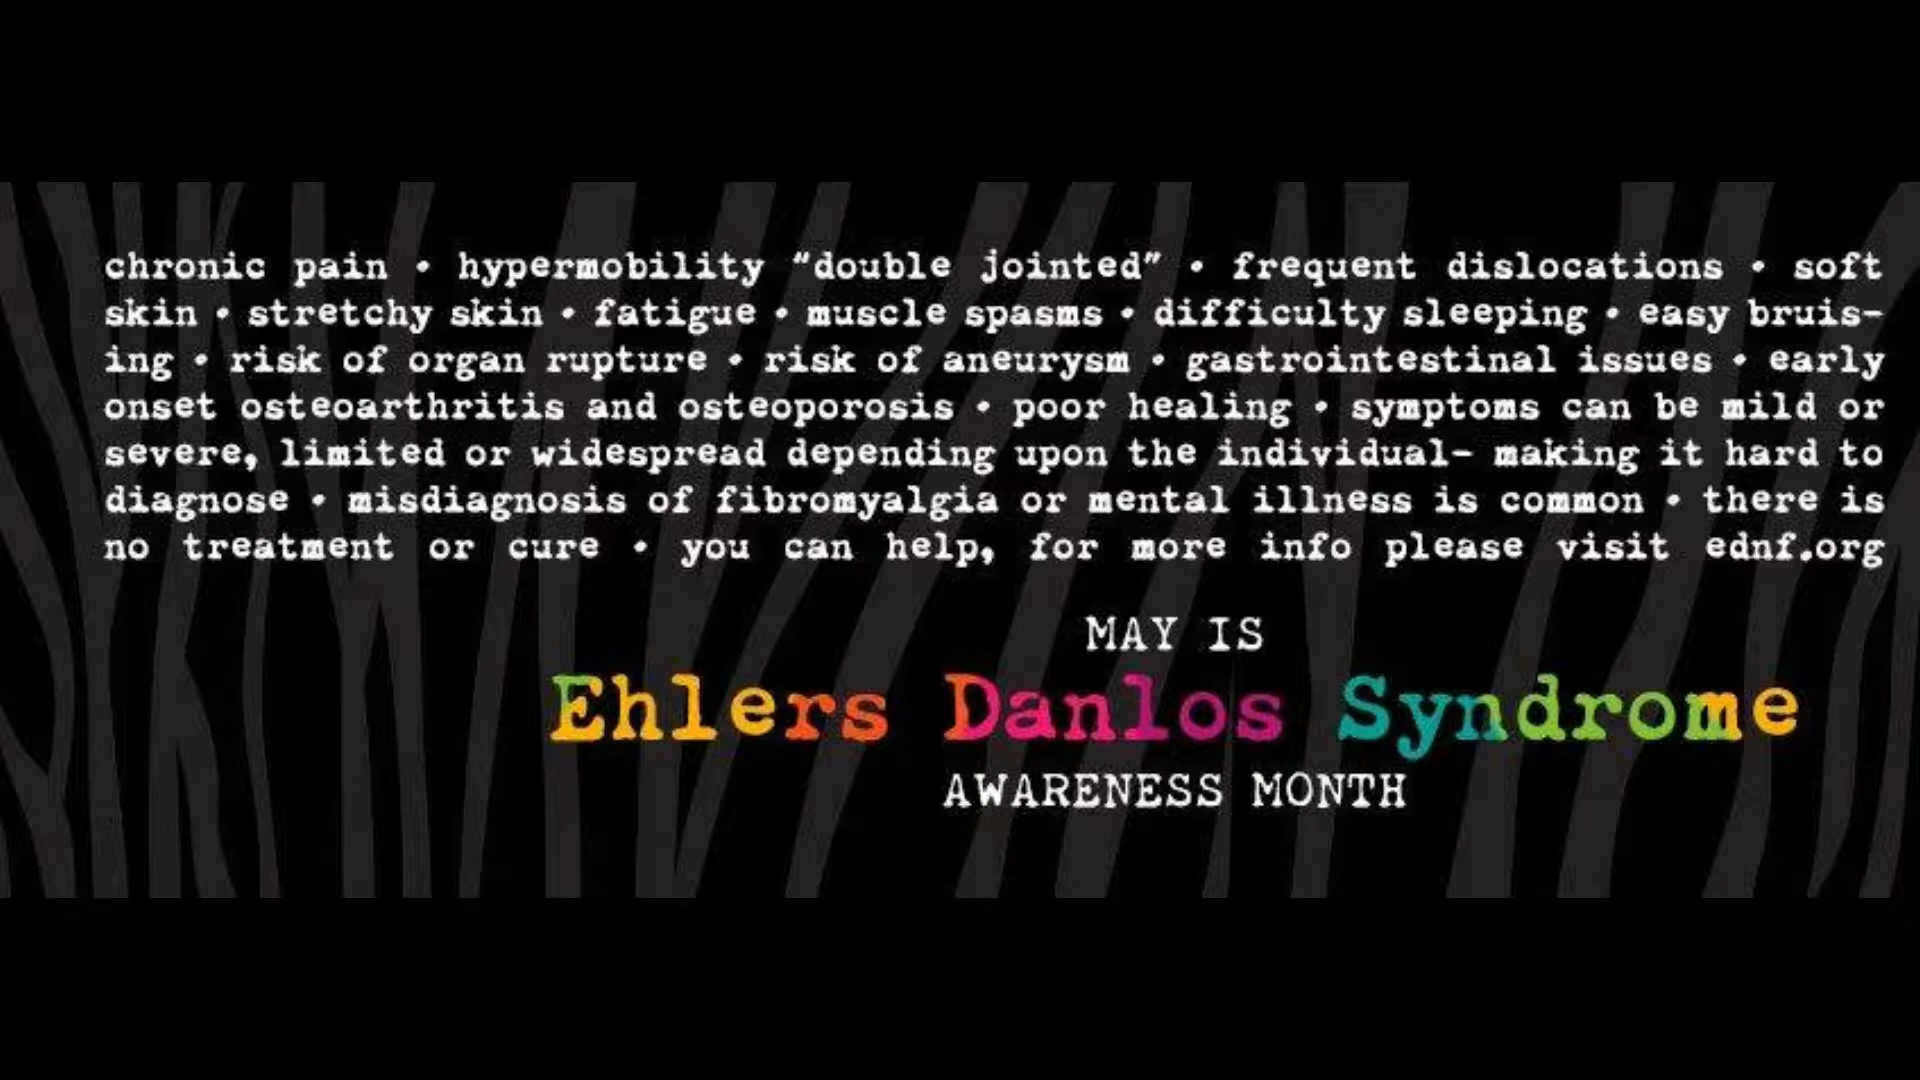 chronic pain • hypermobility “double jointed” • frequent dislocations • soft
skin • stretchy skin • fatigue • muscle spasms • difficulty sleeping • easy bruis-
ing • risk of organ rupture • risk of aneurysm • gastrointestinal issues • early
onset osteoarthritis and osteoporosis • poor healing • symptoms can be mild or
severe, limited or widespread depending upon the individual- making it hard to
diagnose • misdiagnosis of fibromyalgia or mental illness is common • there is
no treatment or cure • you can help, for more info please visit ednf.org
MAY IS
Ehlers Danlos Syndrome
AWARENESS MONTH